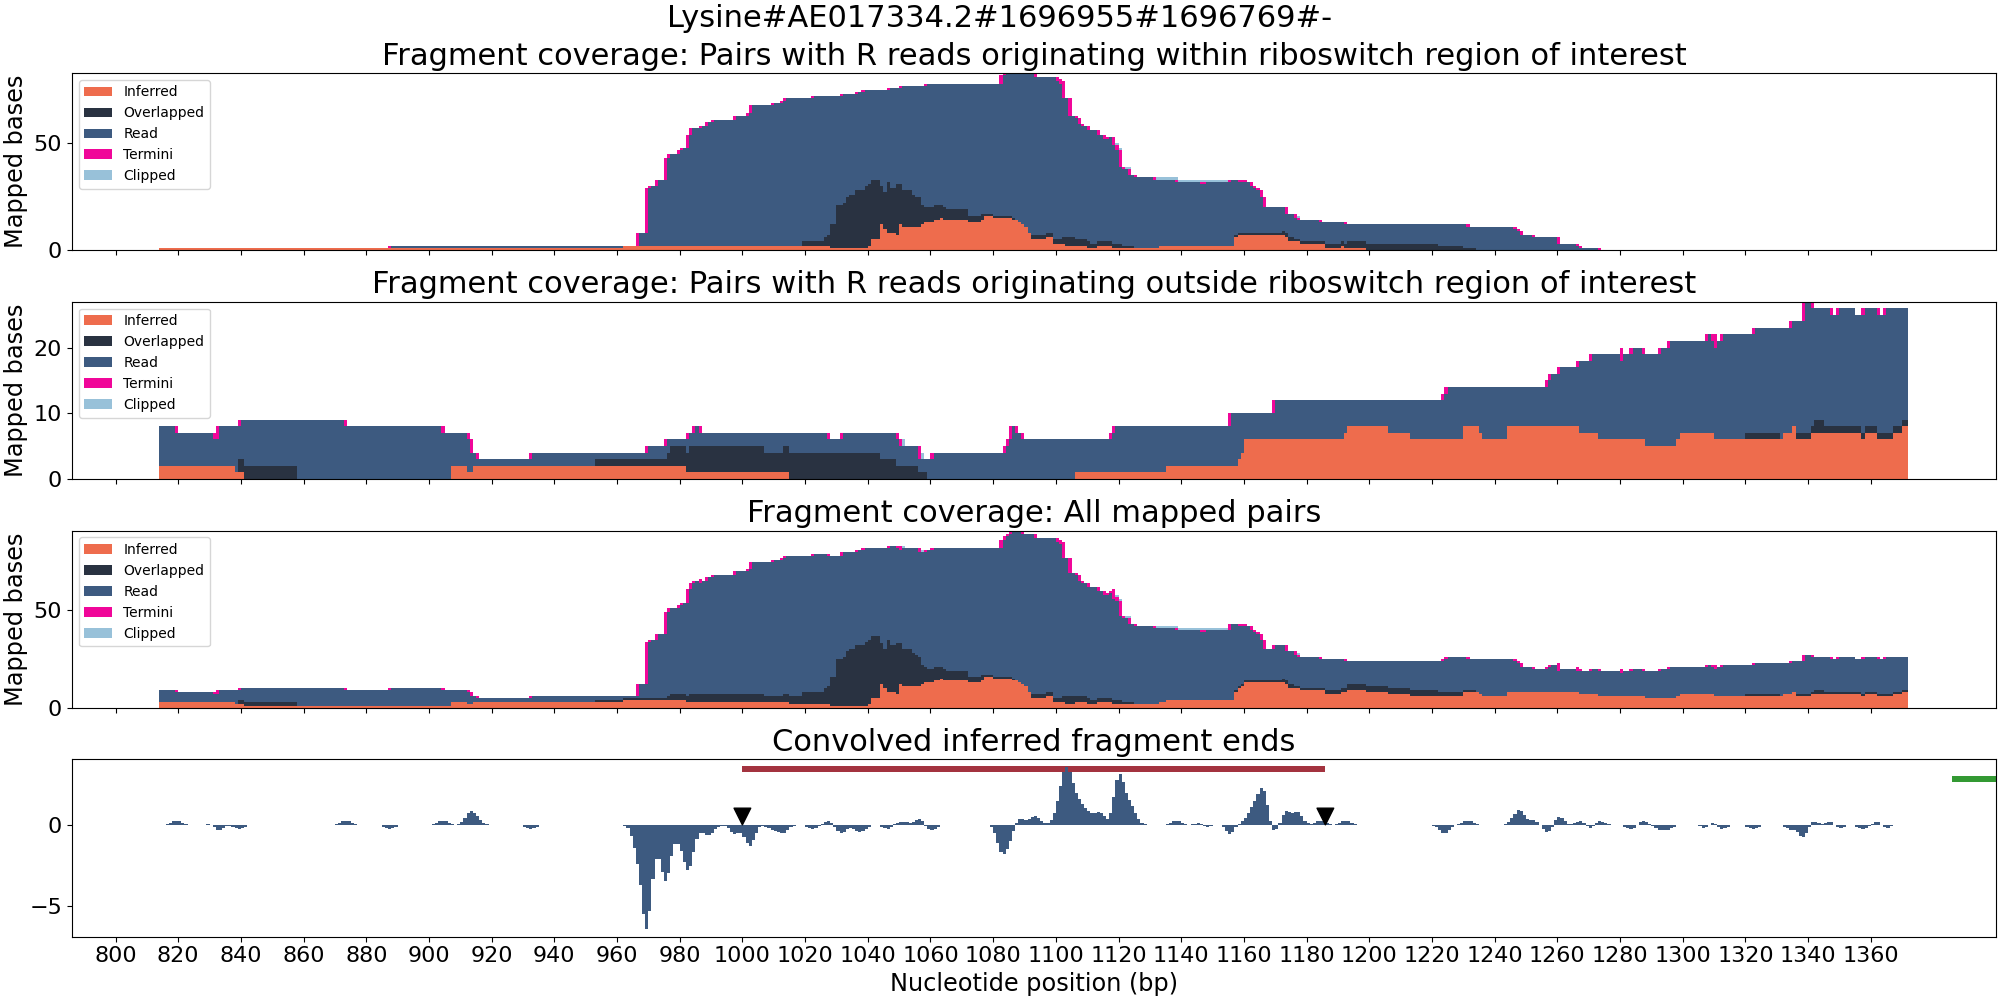 Lysine#AE017334.2#1696955#1696769#-
Fragment coverage: Pairs with R reads originating within riboswitch region of interest
Mapped bases
50
0
Inferred
Overlapped
Read
Termini
Clipped
Fragment coverage: Pairs with R reads originating outside riboswitch region of interest
Mapped bases
20
10
0
Inferred
Overlapped
Read
Termini
Clipped
Fragment coverage: All mapped pairs
Mapped bases
50
0
Inferred
Overlapped
Read
Termini
Clipped
Convolved inferred fragment ends
0
−5
800 820 840 860 880 900 920 940 960 980 1000 1020 1040 1060 1080 1100 1120 1140 1160 1180 1200 1220 1240 1260 1280 1300 1320 1340 1360
Nucleotide position (bp)